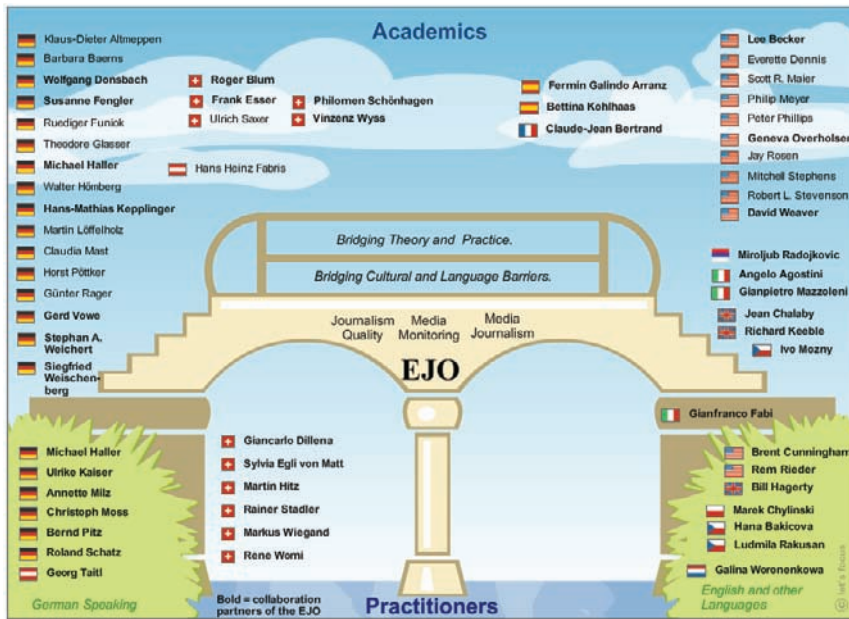 Academics
Klaus-Dieter Altmeppen
Barbara Baerns
Wolfgang Donsbach
Susanne Fengler
Ruediger Funiok
Theodore Glasser
Michael Haller
Walter Hömberg
Hans-Mathias Kepplinger
Martin Löffelholz
Claudia Mast
Horst Pöttker
Günter Rager
Gerd Vowe
Stephan A.
Weichert
Siegfried
Weischen-
berg
Roger Blum
Frank Esser
Ulrich Saxer
Philomen Schönhagen
Vinzenz Wyss
Hans Heinz Fabris
Fermin Galindo Arranz
Bettina Kohlhaas
Claude-Jean Bertrand
Lee Becker
Everette Dennis
Scott R. Maier
Philip Meyer
Peter Phillips
Geneva Overholser
Jay Rosen
Mitchell Stephens
Robert L. Stevenson
David Weaver
Miroljub Radojkovic
Angelo Agostini
Gianpietro Mazzoleni
Jean Chalaby
Richard Keeble
Ivo Mozny
Bridging Theory and Practice.
Bridging Cultural and Language Barriers.
Journalism
Quality
Media
Monitoring
Media
Journalism
EJO
Gianfranco Fabi
Michael Haller
Ulrike Kaiser
Annette Milz
Christoph Moss
Bernd Pitz
Roland Schatz
Georg Taitl
German Speaking
Giancarlo Dillena
Sylvia Egli von Matt
Martin Hitz
Rainer Stadler
Markus Wiegand
Rene Worni
Bold = collaboration
partners of the EJO
Practitioners
Brent Cunningham
Rem Rieder
Bill Hagerty
Marek Chylinski
Hana Bakicova
Ludmila Rakusan
Galina Woronenkowa
English and other
Languages
© let's focus